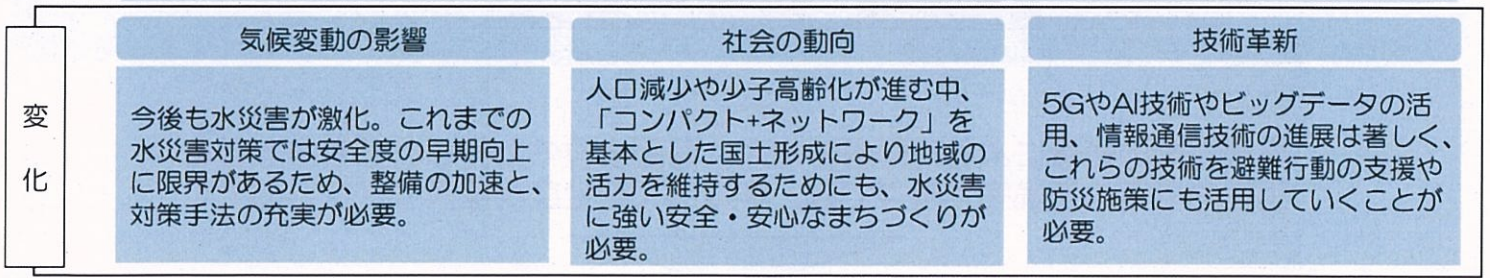 変
化
気候変動の影響
今後も水災害が激化。これまでの
水災害対策では安全度の早期向上
に限界があるため、整備の加速と、
対策手法の充実が必要。
社会の動向
人口減少や少子高齢化が進む中、
「コンパクト+ネットワーク」を
基本とした国土形成により地域の
活力を維持するためにも、水災害
に強い安全・安心なまちづくりが
必要。
技術革新
5GやAI技術やビッグデータの活
用、情報通信技術の進展は著しく、
これらの技術を避難行動の支援や
防災施策にも活用していくことが
必要。